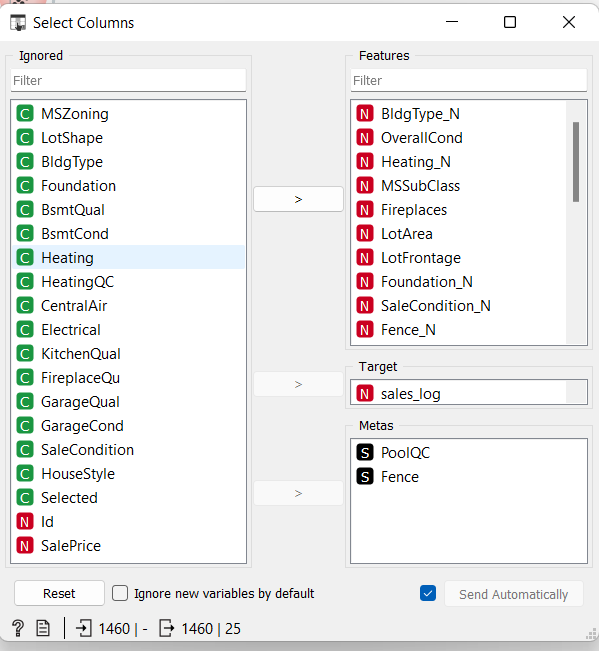 Select Columns
Ignored
Filter
C MSZoning
C LotShape
C BldgType
C Foundation
C BsmtQual
C BsmtCond
C Heating
C HeatingQC
C CentralAir
C Electrical
C KitchenQual
C FireplaceQu
C GarageQual
C GarageCond
C SaleCondition
C HouseStyle
C Selected
N Id
N SalePrice
>
>
>
Features
Filter
N BldgType_N
N OverallCond
N Heating_N
N MSSubClass
N Fireplaces
N LotArea
N LotFrontage
N Foundation_N
N SaleCondition_N
N Fence_N
Target
N sales_log
Metas
S PoolQC
S Fence
Reset
Ignore new variables by default
Send Automatically
? 1460 | - 1460 | 25